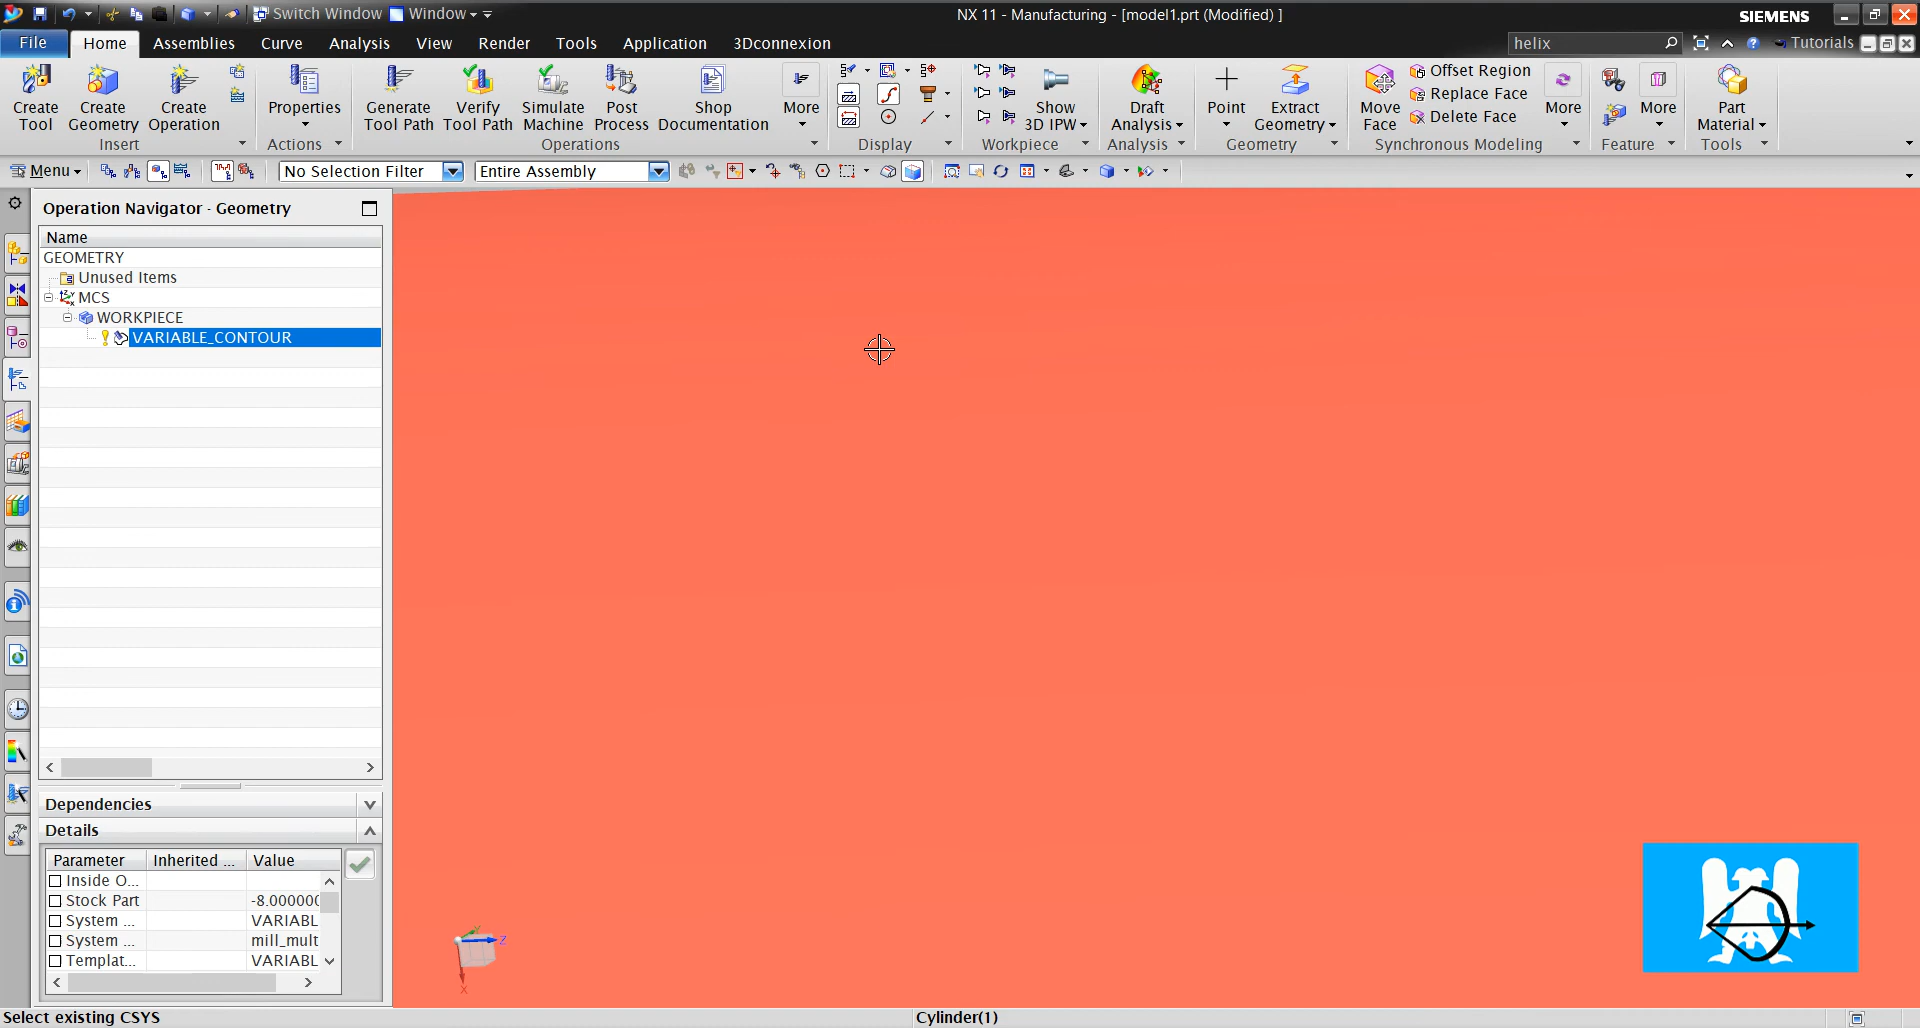 Switch Window Window
NX 11 - Manufacturing - [model1.prt (Modified) ]
SIEMENS
File Home Assemblies Curve Analysis View Render Tools Application 3Dconnexion
helix
Tutorials
Create Tool
Create Geometry
Create Operation
Insert
Properties
Actions
Generate Tool Path
Verify Tool Path
Simulate Machine
Post Process
Shop Documentation
More
Operations
Display
Show 3D IPW
Workpiece
Draft Analysis
Analysis
Point
Extract Geometry
Geometry
Move Face
Offset Region
Replace Face
Delete Face
More
Synchronous Modeling
More
Feature
Part Material
Tools
Menu
No Selection Filter
Entire Assembly
Operation Navigator - Geometry
Name
GEOMETRY
Unused Items
MCS
WORKPIECE
VARIABLE_CONTOUR
Dependencies
Details
Parameter Inherited ... Value
Inside O...
Stock Part -8.00000
System ... VARIABL
System ... mill_mult
Templat... VARIABL
Z
Y
X
Select existing CSYS
Cylinder(1)